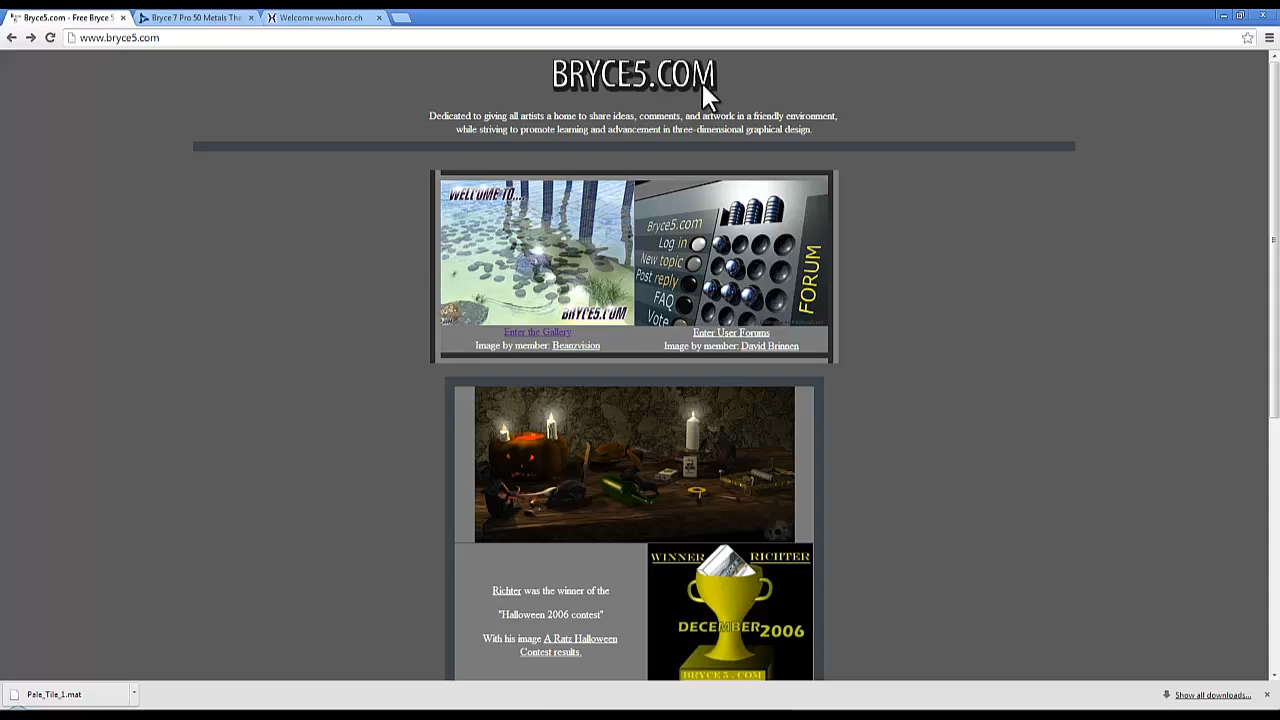 Bryce5.com - Free Bryce 5
Bryce 7 Pro 50 Metals The
Welcome www.horo.ch
www.bryce5.com
BRYCE5.COM
Dedicated to giving all artists a home to share ideas, comments, and artwork in a friendly environment,
while striving to promote learning and advancement in three-dimensional graphical design.
WELCOME TO...
BRYCE5.COM
Bryce5.com
Log in
New topic
Post reply
FAQ
Vote
FORUM
Enter the Gallery
Image by member: Beanzvision
Enter User Forums
Image by member: David Brinnen
Richter was the winner of the
"Halloween 2006 contest"
With his image A Ratz Halloween
Contest results.
WINNER RICHTER
DECEMBER 2006
BRYCE5.COM
Pale_Tile_1.mat
Show all downloads...